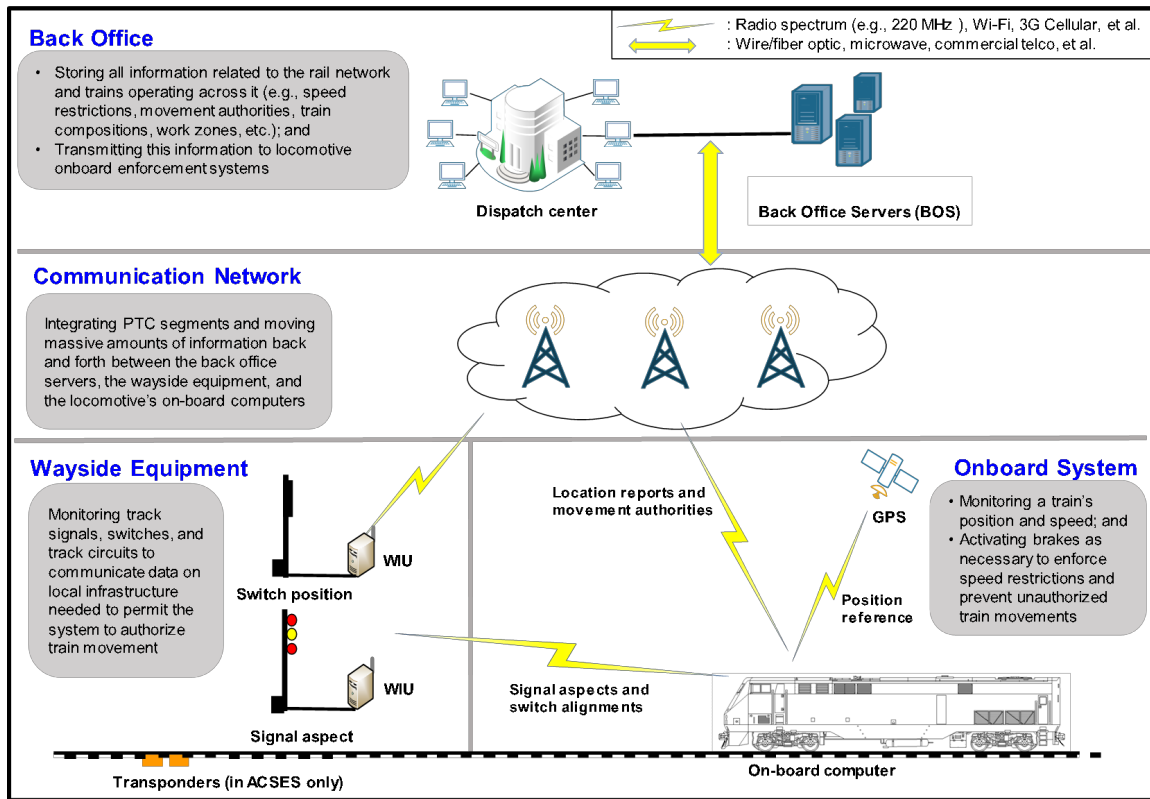 Back Office
• Storing all information related to the rail network
and trains operating across it (e.g., speed
restrictions, movement authorities, train
compositions, work zones, etc.); and
• Transmitting this information to locomotive
onboard enforcement systems
: Radio spectrum (e.g., 220 MHz ), Wi-Fi, 3G Cellular, et al.
: Wire/fiber optic, microwave, commercial telco, et al.
Dispatch center
Back Office Servers (BOS)
Communication Network
Integrating PTC segments and moving
massive amounts of information back
and forth between the back office
servers, the wayside equipment, and
the locomotive's on-board computers
Wayside Equipment
Monitoring track
signals, switches, and
track circuits to
communicate data on
local infrastructure
needed to permit the
system to authorize
train movement
WIU
Switch position
WIU
Signal aspect
Transponders (in ACSES only)
Location reports and
movement authorities
GPS
Position
reference
Signal aspects and
switch alignments
On-board computer
Onboard System
• Monitoring a train's
position and speed; and
• Activating brakes as
necessary to enforce
speed restrictions and
prevent unauthorized
train movements